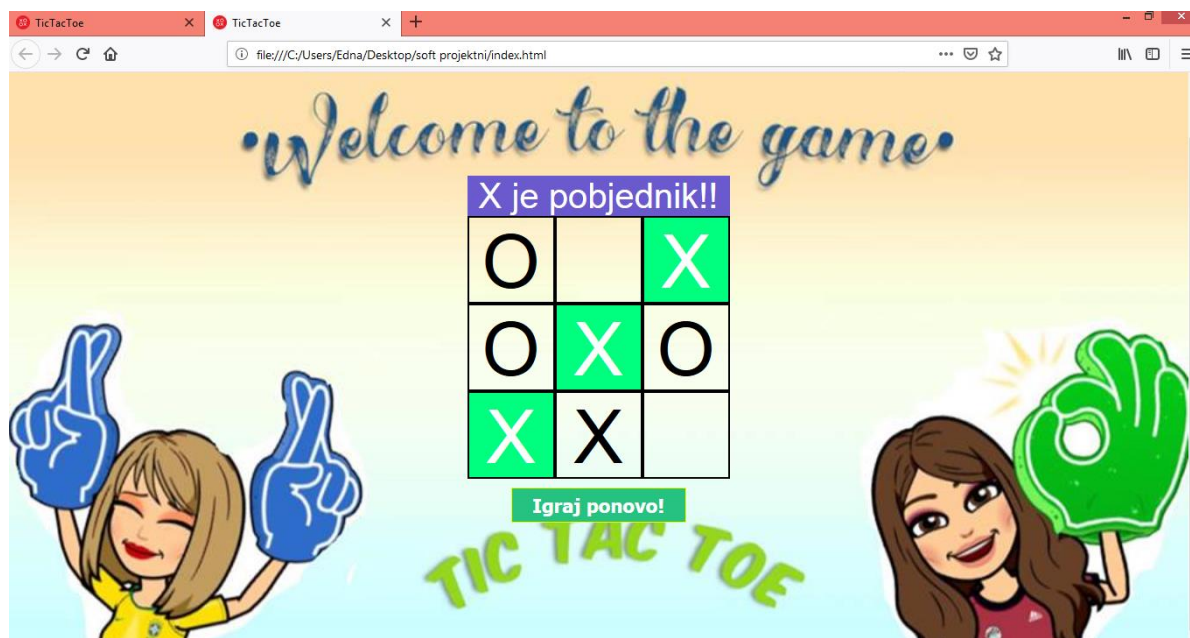 TicTacToe
TicTacToe
file:///C:/Users/Edna/Desktop/soft projektni/index.html
•Welcome to the game•
X je pobjednik!!
O X
O X O
X X
Igraj ponovo!
TIC TAC TOE